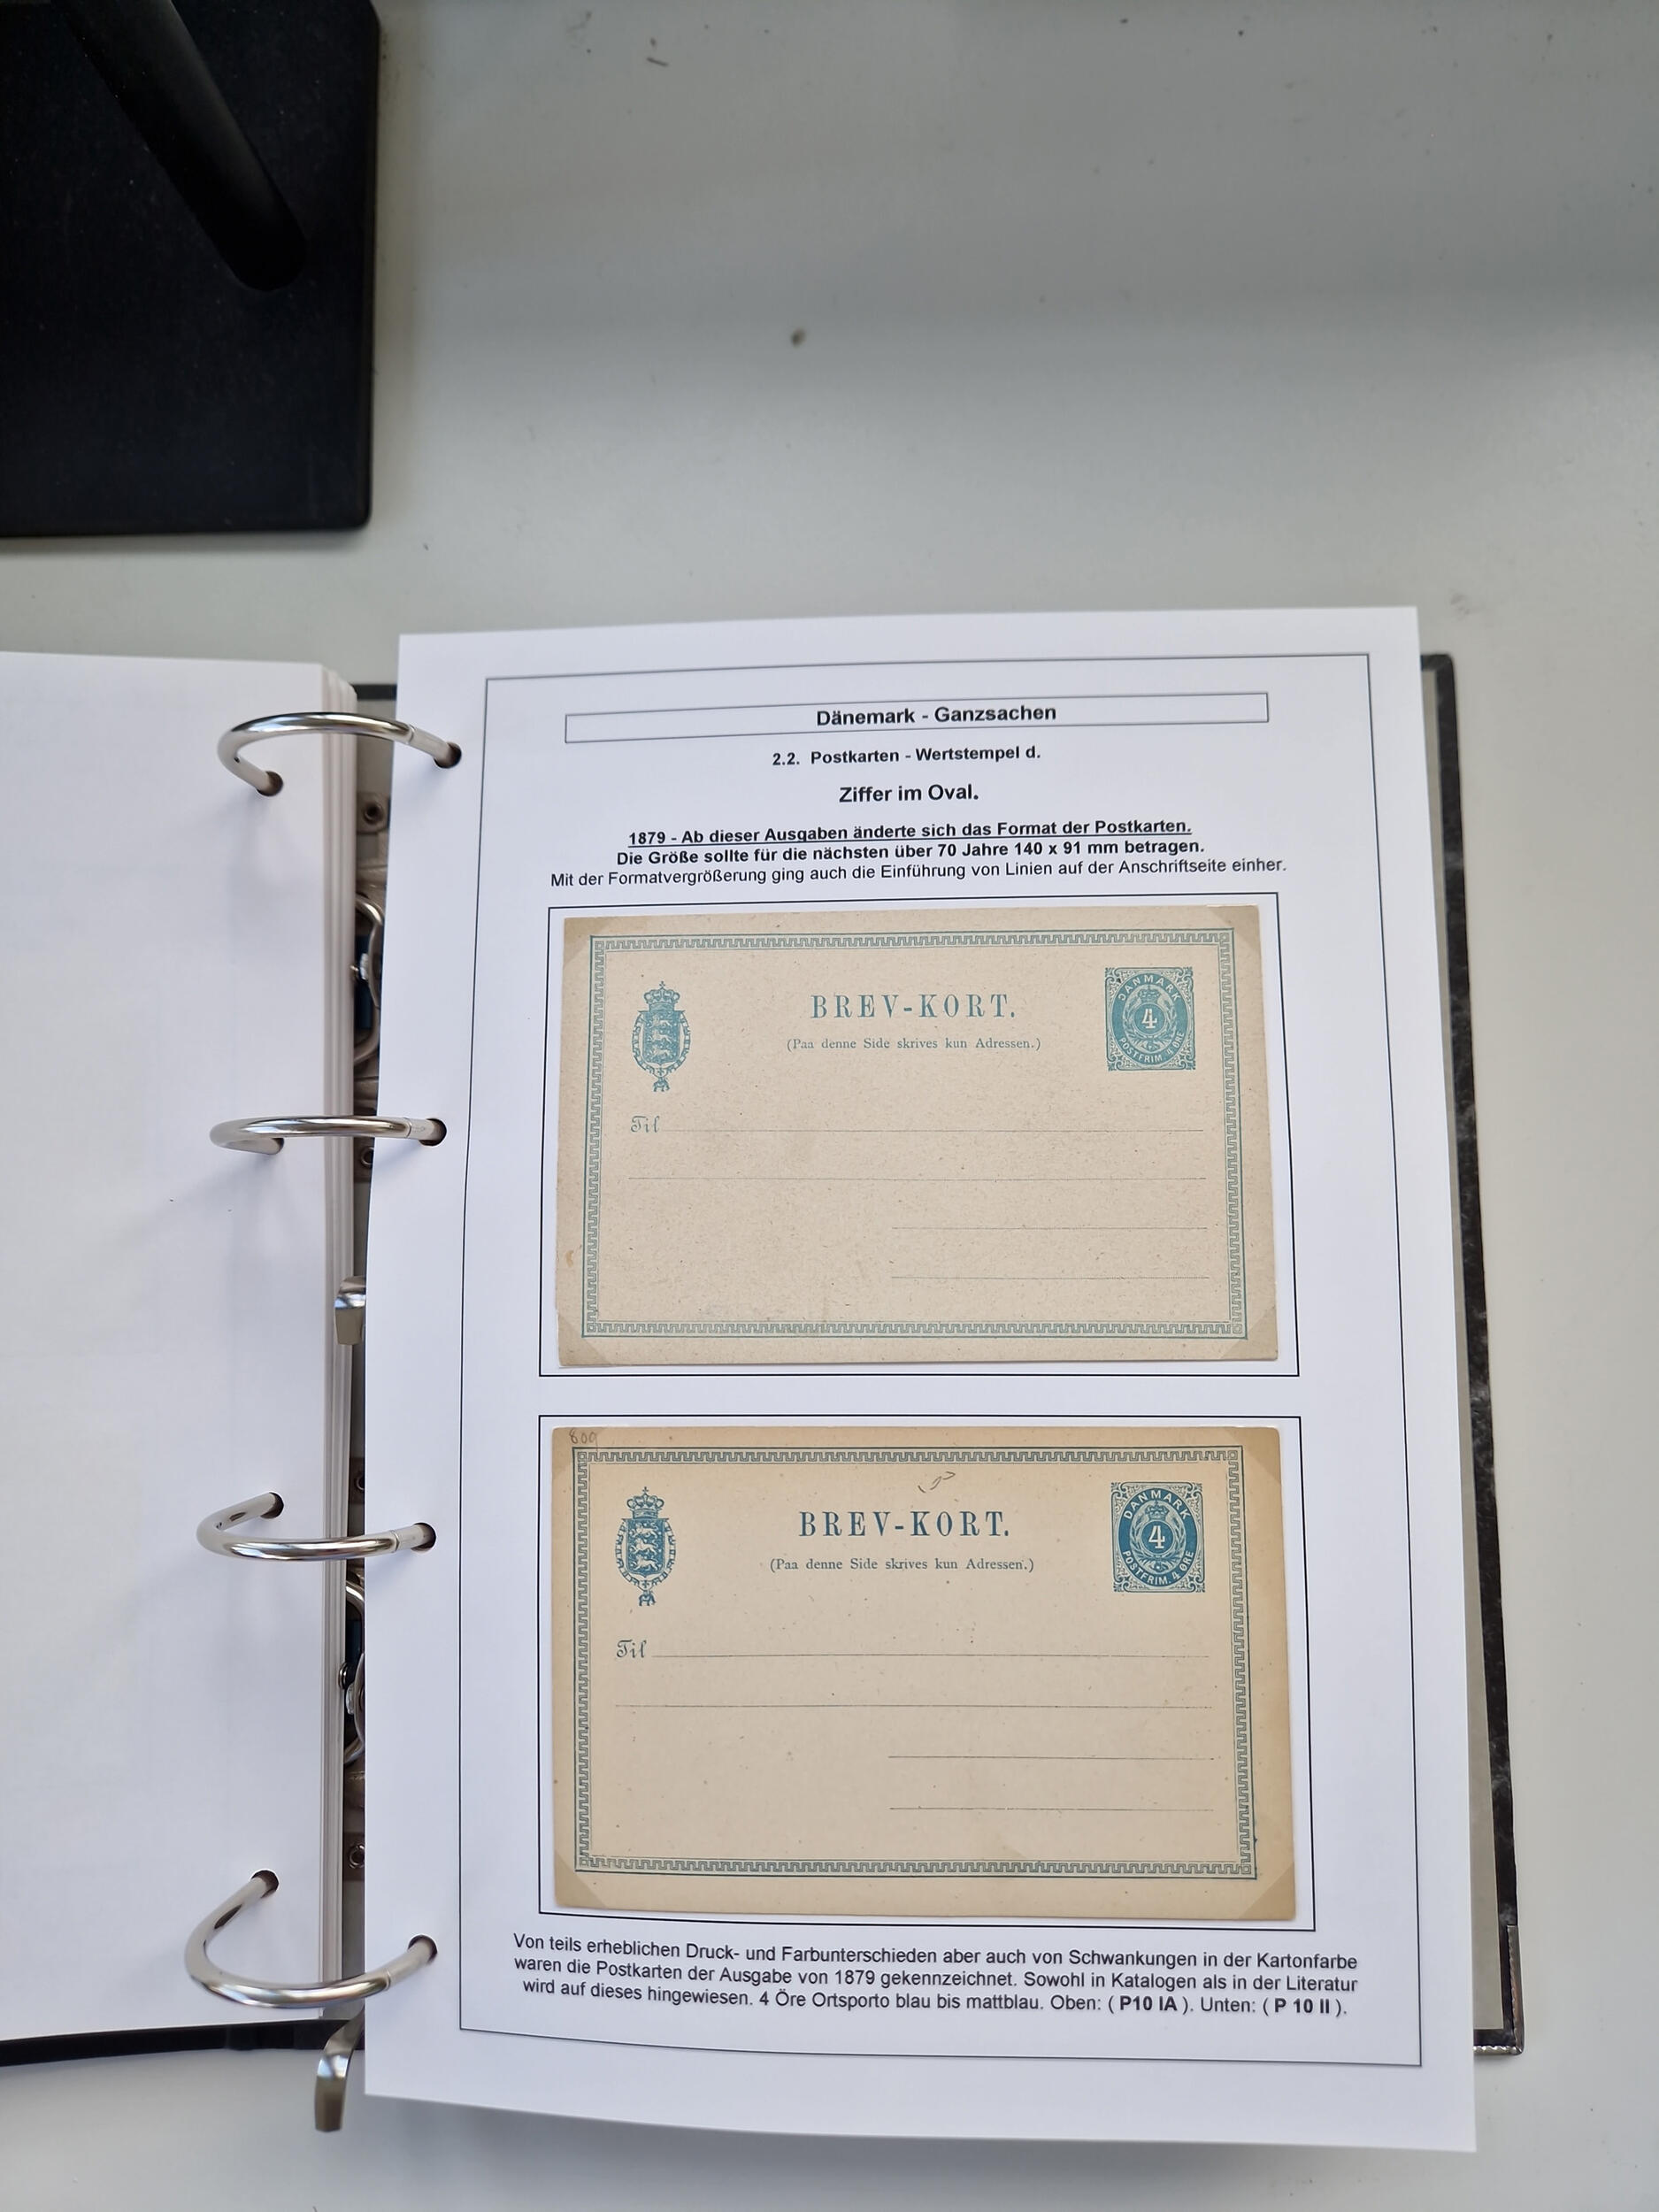 Dänemark - Ganzsachen
2.2. Postkarten - Wertstempel d.
Ziffer im Oval.
1879 - Ab dieser Ausgaben änderte sich das Format der Postkarten.
Die Größe sollte für die nächsten über 70 Jahre 140 x 91 mm betragen.
Mit der Formatvergrößerung ging auch die Einführung von Linien auf der Anschriftseite einher.
BREV-KORT.
(Paa denne Side skrives kun Adressen.)
DANMARK
4
POSTFRIM. 4 ØRE
Til
809
BREV-KORT.
(Paa denne Side skrives kun Adressen.)
DANMARK
4
POSTFRIM. 4 ØRE
Til
Von teils erheblichen Druck- und Farbunterschieden aber auch von Schwankungen in der Kartonfarbe
waren die Postkarten der Ausgabe von 1879 gekennzeichnet. Sowohl in Katalogen als in der Literatur
wird auf dieses hingewiesen. 4 Öre Ortsporto blau bis mattblau. Oben: ( P10 IA ). Unten: ( P 10 II ).